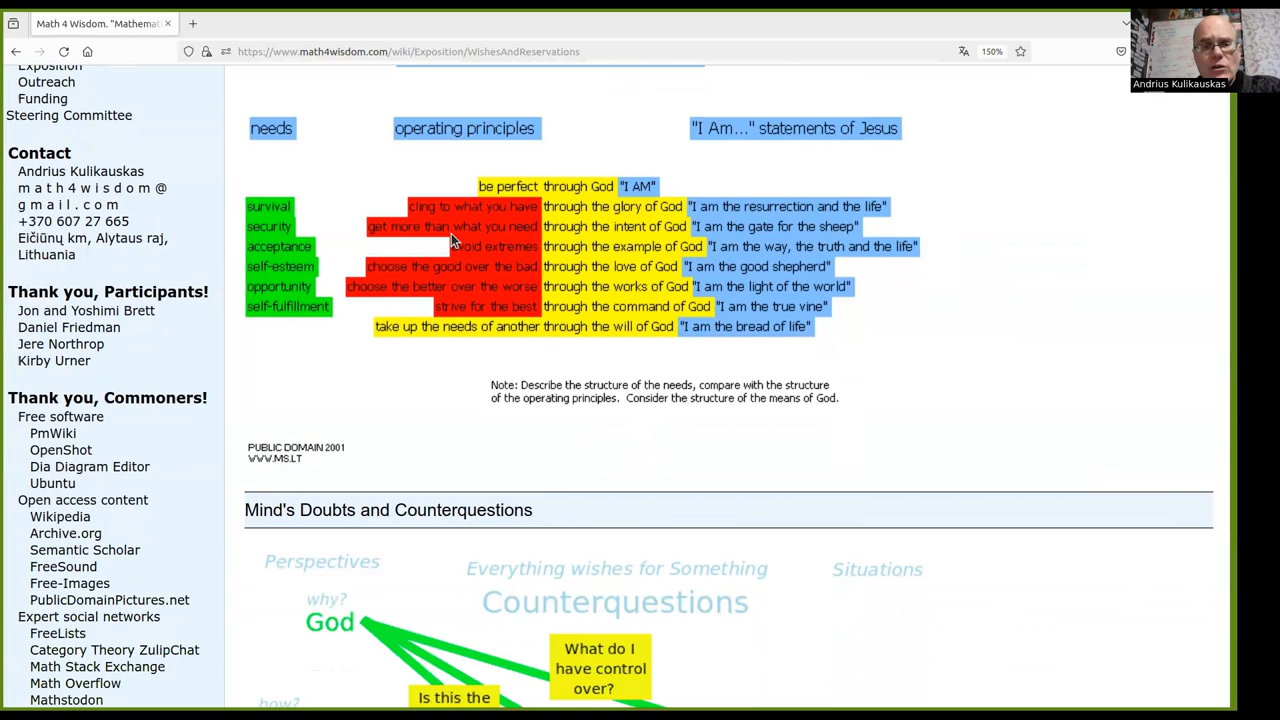 Math 4 Wisdom. "Mathemat
https://www.math4wisdom.com/wiki/Exposition/WishesAndReservations
150%
Andrius Kulikauskas
Exposition
Outreach
Funding
Steering Committee
Contact
Andrius Kulikauskas
m a t h 4 w i s d o m @
g m a i l . c o m
+370 607 27 665
Eičiūnų km, Alytaus raj,
Lithuania
Thank you, Participants!
Jon and Yoshimi Brett
Daniel Friedman
Jere Northrop
Kirby Urner
Thank you, Commoners!
Free software
PmWiki
OpenShot
Dia Diagram Editor
Ubuntu
Open access content
Wikipedia
Archive.org
Semantic Scholar
FreeSound
Free-Images
PublicDomainPictures.net
Expert social networks
FreeLists
Category Theory ZulipChat
Math Stack Exchange
Math Overflow
Mathstodon
needs operating principles "I Am..." statements of Jesus
be perfect through God "I AM"
survival cling to what you have through the glory of God "I am the resurrection and the life"
security get more than what you need through the intent of God "I am the gate for the sheep"
acceptance avoid extremes through the example of God "I am the way, the truth and the life"
self-esteem choose the good over the bad through the love of God "I am the good shepherd"
opportunity choose the better over the worse through the works of God "I am the light of the world"
self-fulfillment strive for the best through the command of God "I am the true vine"
take up the needs of another through the will of God "I am the bread of life"
Note: Describe the structure of the needs, compare with the structure
of the operating principles. Consider the structure of the means of God.
PUBLIC DOMAIN 2001
WWW.MS.LT
Mind's Doubts and Counterquestions
Perspectives Everything wishes for Something Situations
why? Counterquestions
God
What do I
have control
over?
Is this the
how?